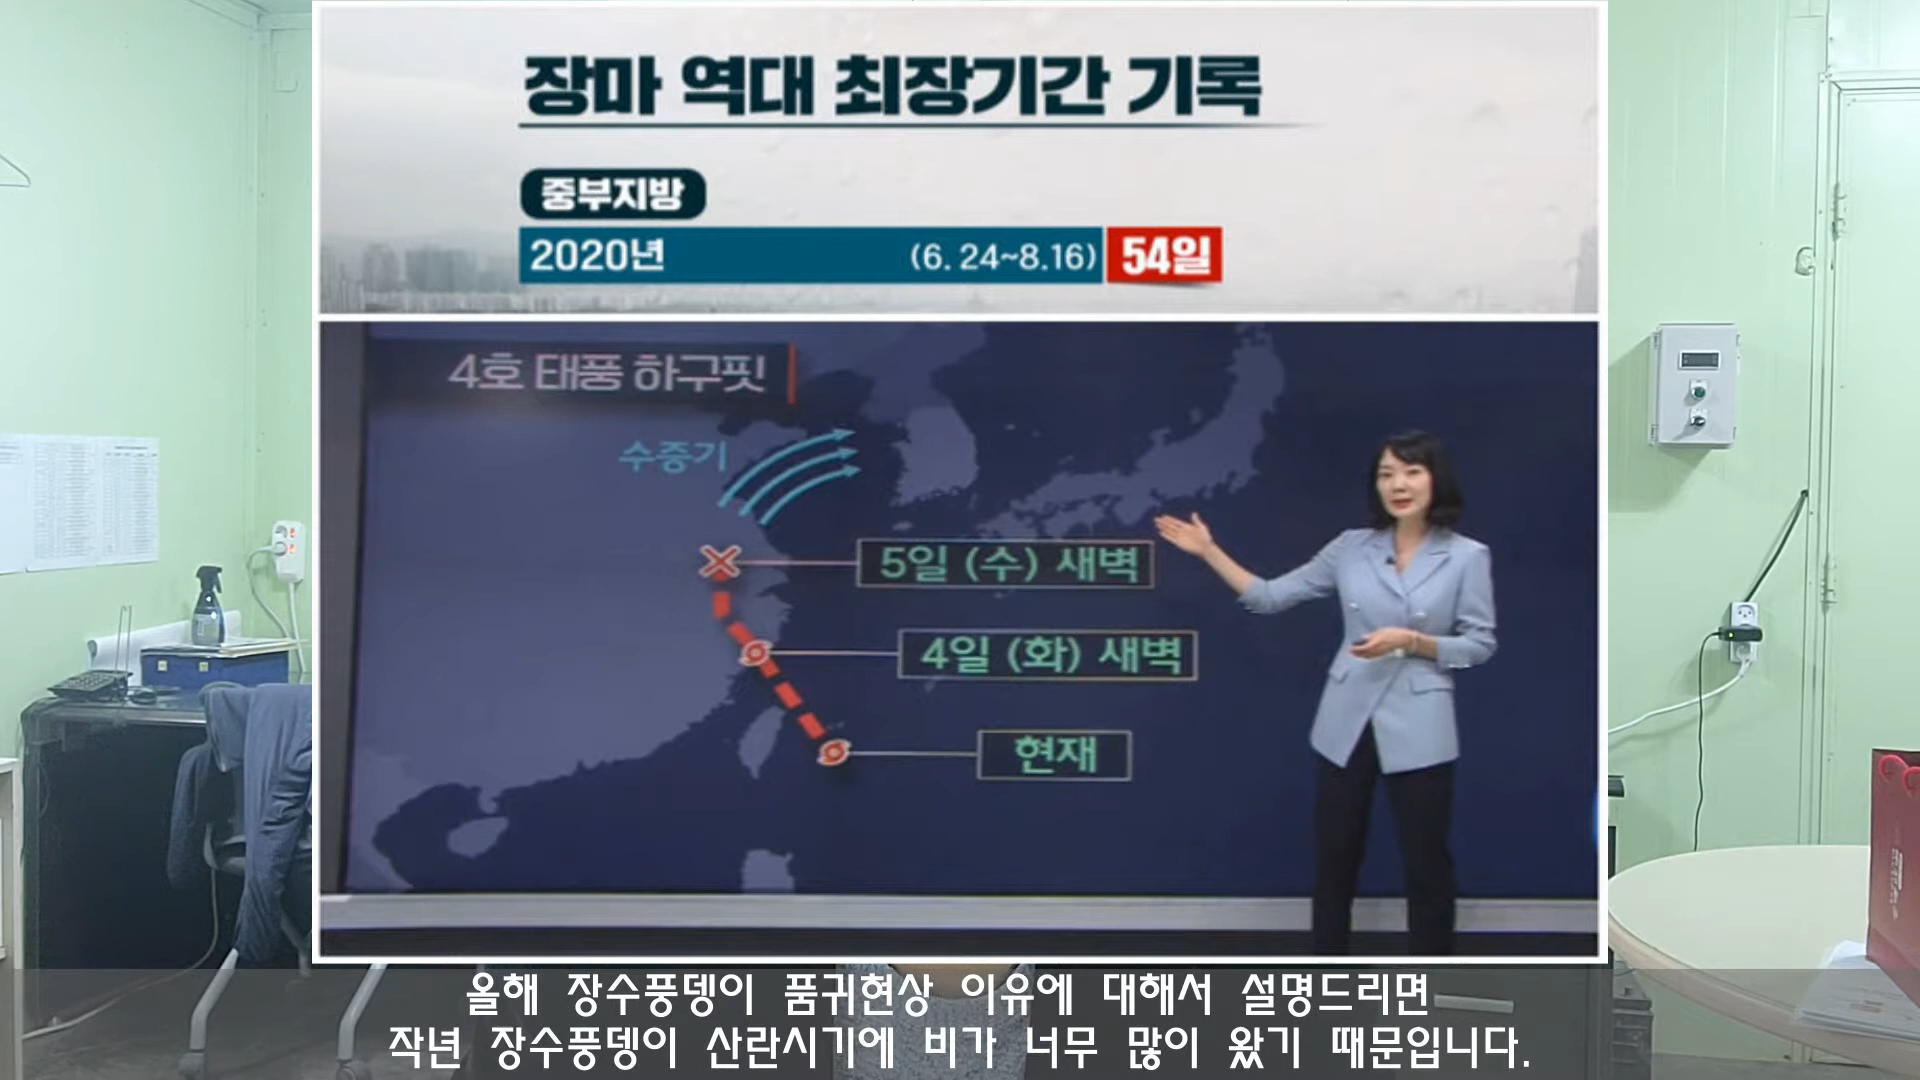 장마 역대 최장기간 기록
중부지방
2020년 (6. 24~8.16) 54일
4호 태풍 하구핏
수증기
5일 (수) 새벽
4일 (화) 새벽
현재
올해 장수풍뎅이 품귀현상 이유에 대해서 설명드리면
작년 장수풍뎅이 산란시기에 비가 너무 많이 왔기 때문입니다.